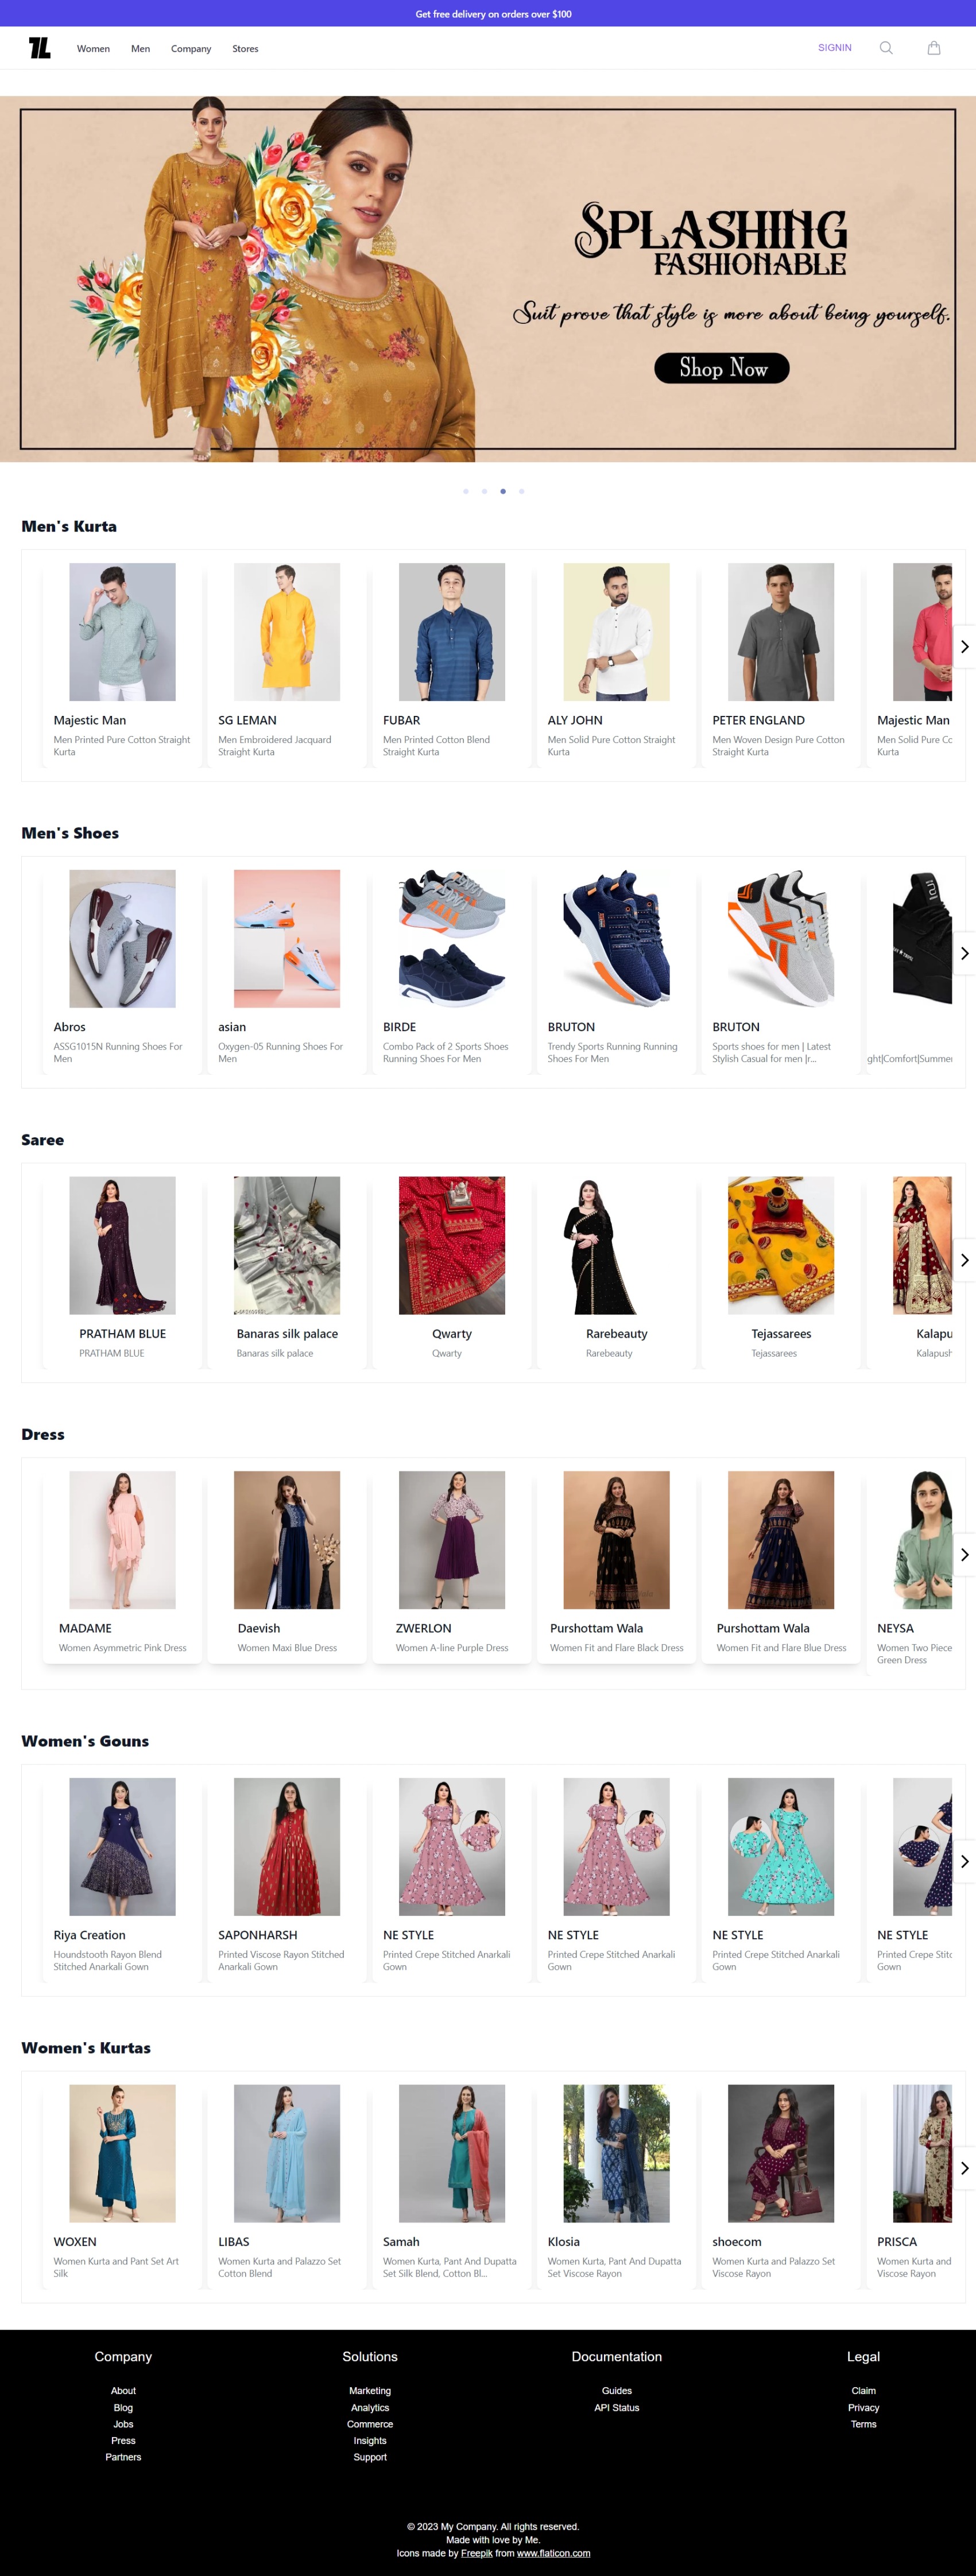 Get free delivery on orders over $100
Women Men Company Stores
SIGNIN
SPLASHING
FASHIONABLE
Suit prove that style is more about being yourself.
Shop Now
Men's Kurta
Majestic Man
Men Printed Pure Cotton Straight
Kurta
SG LEMAN
Men Embroidered Jacquard
Straight Kurta
FUBAR
Men Printed Cotton Blend
Straight Kurta
ALY JOHN
Men Solid Pure Cotton Straight
Kurta
PETER ENGLAND
Men Woven Design Pure Cotton
Straight Kurta
Majestic Man
Men Solid Pure Co
Kurta
Men's Shoes
Abros
ASSG1015N Running Shoes For
Men
asian
Oxygen-05 Running Shoes For
Men
BIRDE
Combo Pack of 2 Sports Shoes
Running Shoes For Men
BRUTON
Trendy Sports Running Running
Shoes For Men
BRUTON
Sports shoes for men | Latest
Stylish Casual for men |r...
ght|Comfort|Summer
Saree
PRATHAM BLUE
PRATHAM BLUE
Banaras silk palace
Banaras silk palace
Qwarty
Qwarty
Rarebeauty
Rarebeauty
Tejassarees
Tejassarees
Kalapu
Kalapush
Dress
MADAME
Women Asymmetric Pink Dress
Daevish
Women Maxi Blue Dress
ZWERLON
Women A-line Purple Dress
Purshottam Wala
Women Fit and Flare Black Dress
Purshottam Wala
Women Fit and Flare Blue Dress
NEYSA
Women Two Piece
Green Dress
Women's Gouns
Riya Creation
Houndstooth Rayon Blend
Stitched Anarkali Gown
SAPONHARSH
Printed Viscose Rayon Stitched
Anarkali Gown
NE STYLE
Printed Crepe Stitched Anarkali
Gown
NE STYLE
Printed Crepe Stitched Anarkali
Gown
NE STYLE
Printed Crepe Stitched Anarkali
Gown
NE STYLE
Printed Crepe Stitc
Gown
Women's Kurtas
WOXEN
Women Kurta and Pant Set Art
Silk
LIBAS
Women Kurta and Palazzo Set
Cotton Blend
Samah
Women Kurta, Pant And Dupatta
Set Silk Blend, Cotton Bl...
Klosia
Women Kurta, Pant And Dupatta
Set Viscose Rayon
shoecom
Women Kurta and Palazzo Set
Viscose Rayon
PRISCA
Women Kurta and
Viscose Rayon
Company
About
Blog
Jobs
Press
Partners
Solutions
Marketing
Analytics
Commerce
Insights
Support
Documentation
Guides
API Status
Legal
Claim
Privacy
Terms
© 2023 My Company. All rights reserved.
Made with love by Me.
Icons made by Freepik from www.flaticon.com